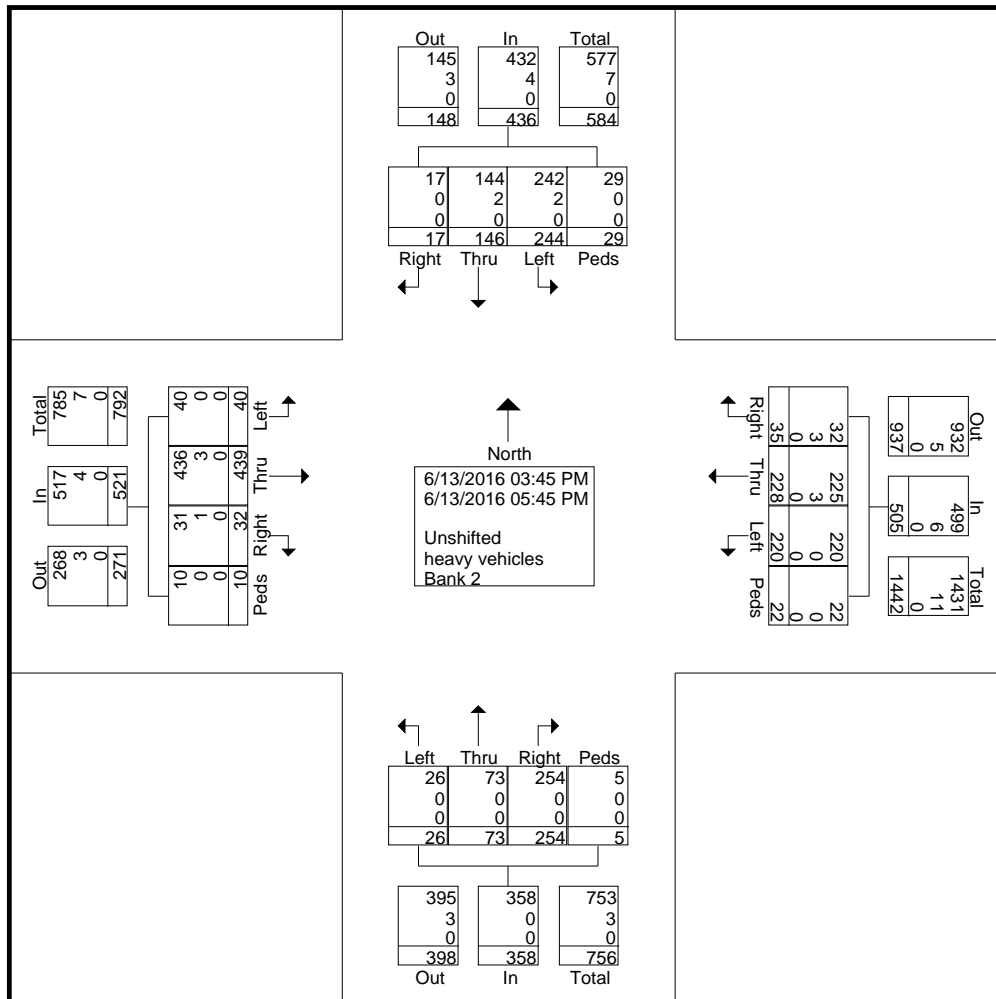 Out In Total
145 432 577
3 4 7
0 0 0
148 436 584
17 144 242 29
0 2 2 0
0 0 0 0
17 146 244 29
Right Thru Left Peds
Total
785 7 0 792
In
517 4 0 521
Out
268 3 0 271
Left
40 0 0 40
Thru
436 3 0 439
Right
31 1 0 32
Peds
10 0 0 10
North
6/13/2016 03:45 PM
6/13/2016 05:45 PM
Unshifted
heavy vehicles
Bank 2
Right
32 3 0 35
Thru
225 3 0 228
Left
220 0 0 220
Peds
22 0 0 22
Out
932 5 0 937
In
499 6 0 505
Total
1431 11 0 1442
Left Thru Right Peds
26 73 254 5
0 0 0 0
0 0 0 0
26 73 254 5
395 358 753
3 0 3
0 0 0
398 358 756
Out In Total